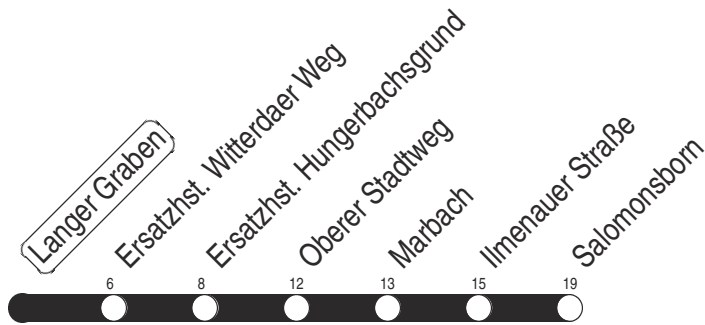 Langer Graben
Ersatzhst. Witterdaer Weg
Ersatzhst. Hungerbachsgrund
Oberer Stadtweg
Marbach
Ilmenauer Straße
Salomonsborn
6 8 12 13 15 19